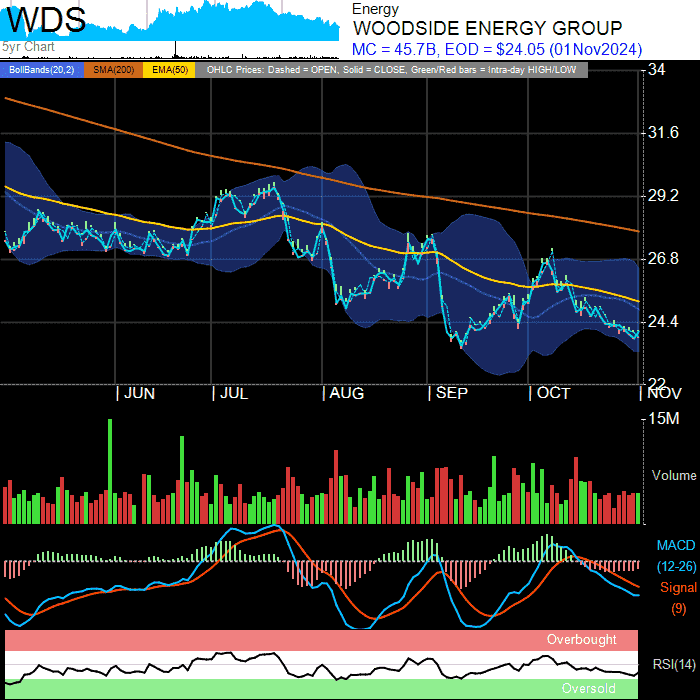 WDS
5yr Chart
Energy
WOODSIDE ENERGY GROUP
MC = 45.7B, EOD = $24.05 (01Nov2024)
BollBands(20,2) SMA(200) EMA(50) OHLC Prices: Dashed = OPEN, Solid = CLOSE, Green/Red bars = Intra-day HIGH/LOW
34
31.6
29.2
26.8
24.4
22
| JUN | JUL | AUG | SEP | OCT | NOV
15M
Volume
MACD
(12-26)
Signal
(9)
Overbought
RSI(14)
Oversold